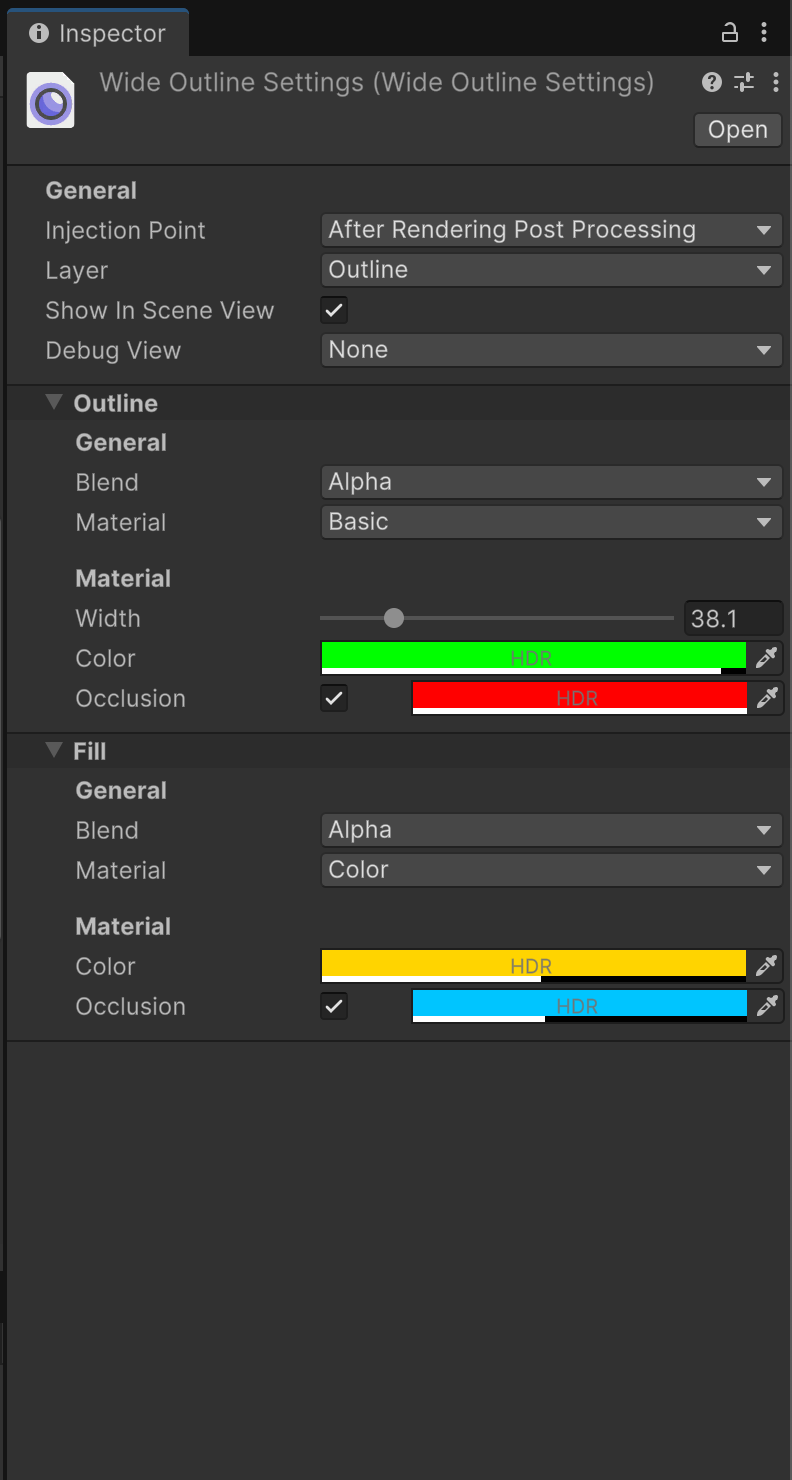 Inspector
Wide Outline Settings (Wide Outline Settings)
Open
General
Injection Point After Rendering Post Processing
Layer Outline
Show In Scene View
Debug View None
Outline
General
Blend Alpha
Material Basic
Material
Width 38.1
Color HDR
Occlusion HDR
Fill
General
Blend Alpha
Material Color
Material
Color HDR
Occlusion HDR